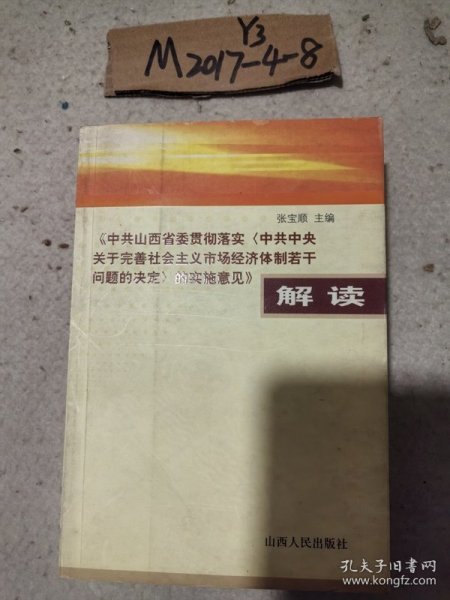 Y3
M2017-4-8
张宝顺 主编
《中共山西省委贯彻落实〈中共中央
关于完善社会主义市场经济体制若干
问题的决定〉的实施意见》
解读
山西人民出版社
孔夫子旧书网
www.kongfz.com